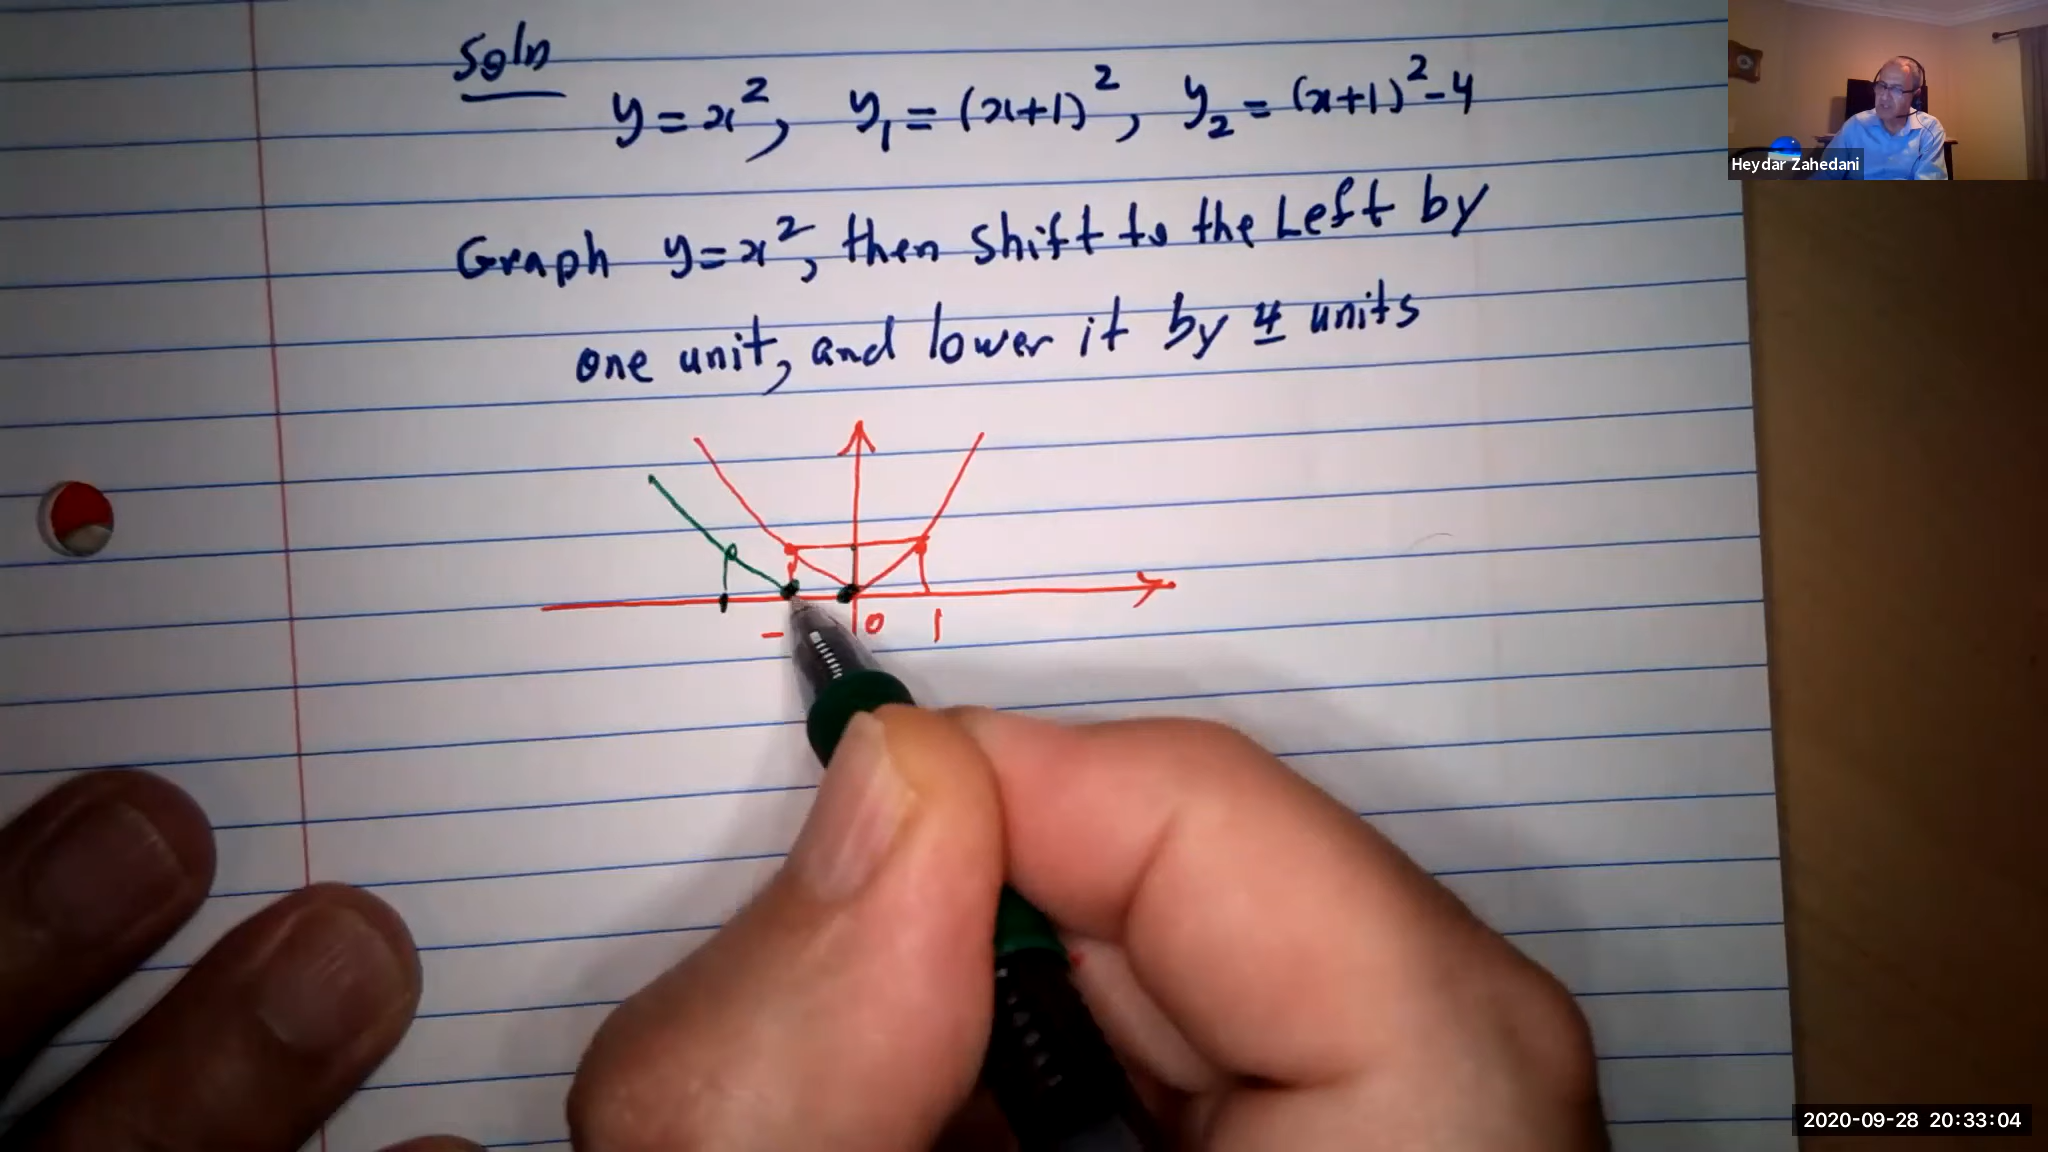 Soln
y = x², y₁ = (x+1)², y₂ = (x+1)² - 4
Graph y = x², then shift to the Left by
one unit, and lower it by 4 units
- 0 1
Heydar Zahedani
2020-09-28 20:33:04